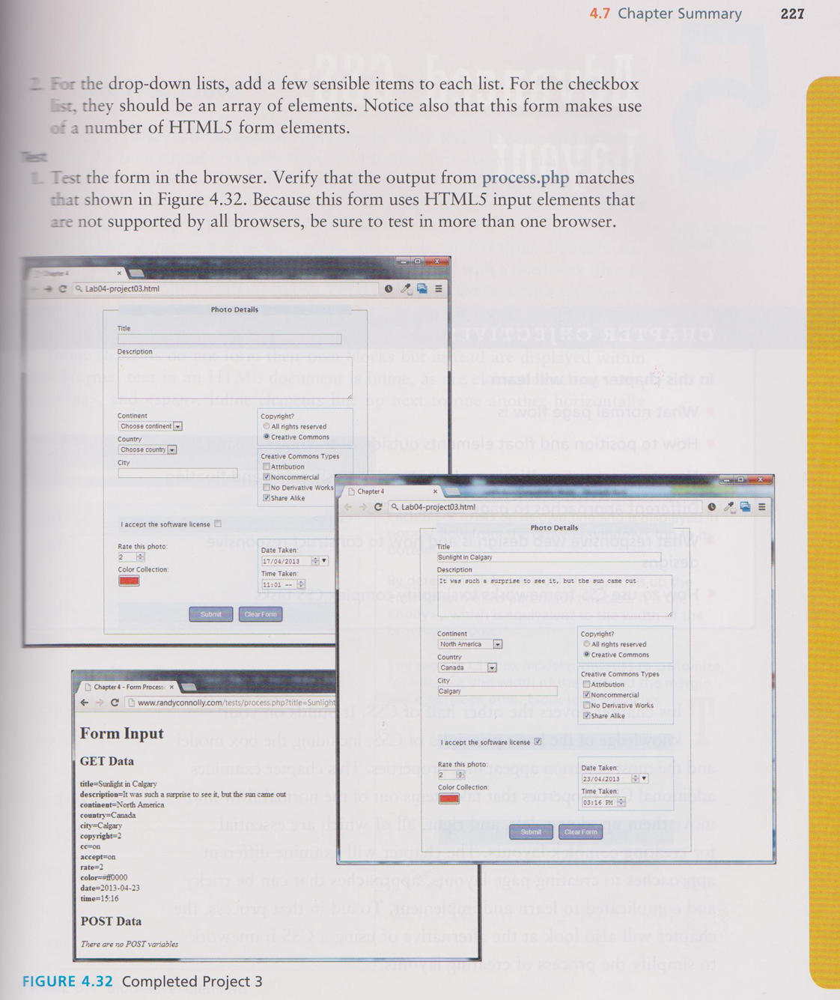 4.7 Chapter Summary 227
2. For the drop-down lists, add a few sensible items to each list. For the checkbox
list, they should be an array of elements. Notice also that this form makes use
of a number of HTML5 form elements.
Test
1. Test the form in the browser. Verify that the output from process.php matches
that shown in Figure 4.32. Because this form uses HTML5 input elements that
are not supported by all browsers, be sure to test in more than one browser.
Chapter 4
Lab04-project03.html
Photo Details
Title
Description
Continent
Choose continent
Country
Choose country
City
Copyright?
All rights reserved
Creative Commons
Creative Commons Types
Attribution
Noncommercial
No Derivative Works
Share Alike
I accept the software license
Rate this photo:
2
Color Collection:
Date Taken:
17/04/2013
Time Taken:
11:01 --
Submit Clear Form
Chapter 4
Lab04-project03.html
Photo Details
Title
Sunlight in Calgary
Description
It was such a surprise to see it, but the sun came out
Continent
North America
Country
Canada
City
Calgary
Copyright?
All rights reserved
Creative Commons
Creative Commons Types
Attribution
Noncommercial
No Derivative Works
Share Alike
I accept the software license
Rate this photo:
2
Color Collection:
Date Taken:
23/04/2013
Time Taken:
03:16 PM
Submit Clear Form
Chapter 4 - Form Process
www.randyconnolly.com/tests/process.php?title=Sunlight
Form Input
GET Data
title=Sunlight in Calgary
description=It was such a surprise to see it, but the sun came out
continent=North America
country=Canada
city=Calgary
copyright=2
cc=on
accept=on
rate=2
color=#ff0000
date=2013-04-23
time=15:16
POST Data
There are no POST variables
FIGURE 4.32 Completed Project 3